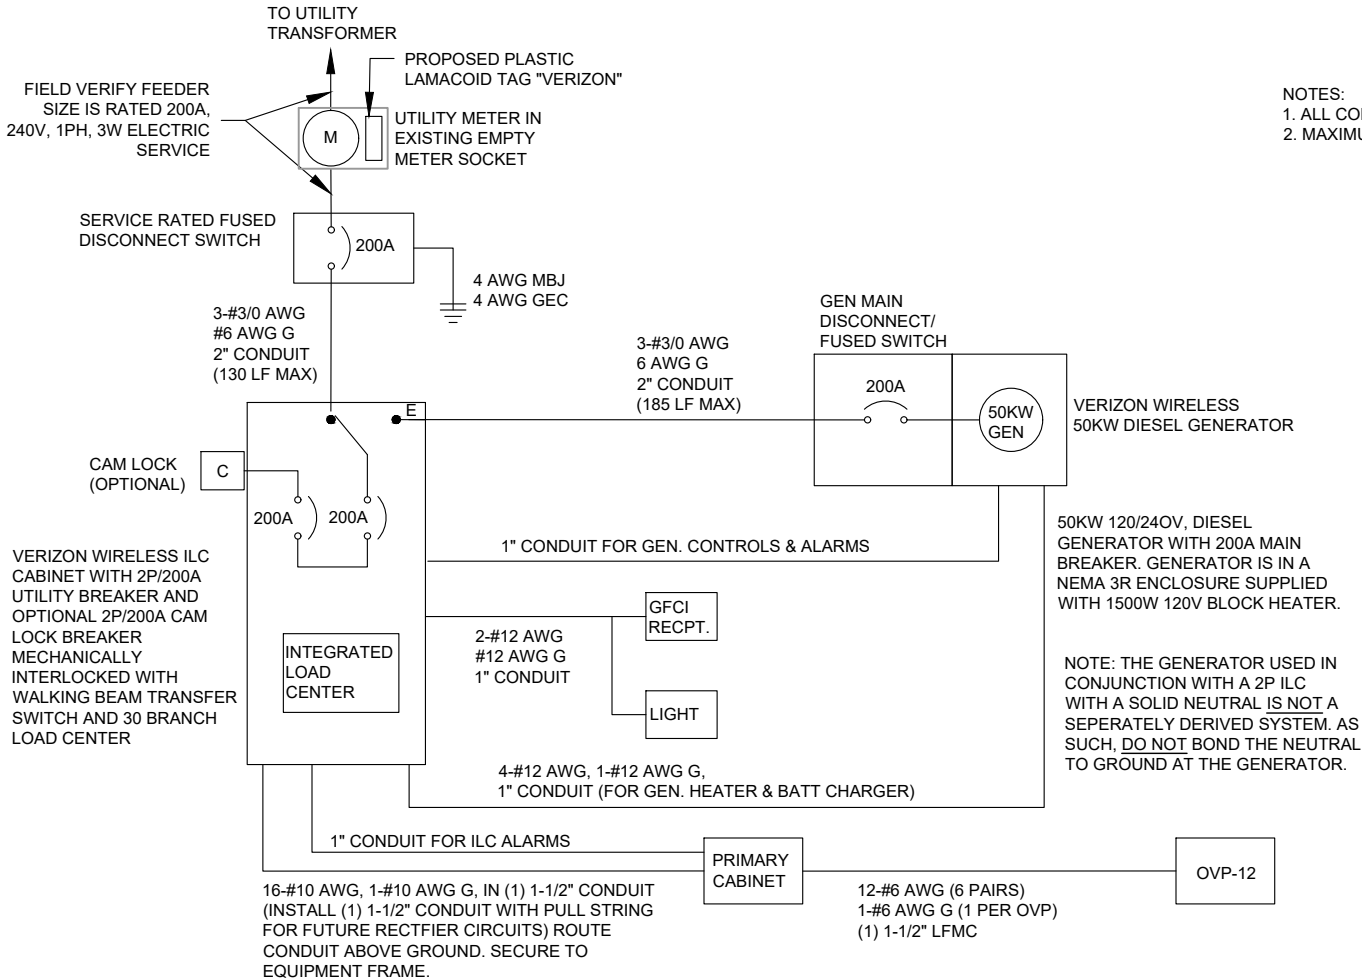 TO UTILITY
TRANSFORMER
PROPOSED PLASTIC
LAMACOID TAG "VERIZON"
FIELD VERIFY FEEDER
SIZE IS RATED 200A,
240V, 1PH, 3W ELECTRIC
SERVICE
M
UTILITY METER IN
EXISTING EMPTY
METER SOCKET
NOTES:
1. ALL
2.
SERVICE RATED FUSED
DISCONNECT SWITCH
200A
4 AWG MBJ
4 AWG GEC
3-#3/0 AWG
#6 AWG G
2" CONDUIT
(130 LF MAX)
3-#3/0 AWG
6 AWG G
2" CONDUIT
(185 LF MAX)
GEN MAIN
DISCONNECT/
FUSED SWITCH
200A
50KW
GEN
VERIZON WIRELESS
50KW DIESEL GENERATOR
E
CAM LOCK
(OPTIONAL)
C
200A
200A
VERIZON WIRELESS ILC
CABINET WITH 2P/200A
UTILITY BREAKER AND
OPTIONAL 2P/200A CAM
LOCK BREAKER
MECHANICALLY
INTERLOCKED WITH
WALKING BEAM TRANSFER
SWITCH AND 30 BRANCH
LOAD CENTER
INTEGRATED
LOAD
CENTER
1" CONDUIT FOR GEN. CONTROLS & ALARMS
50KW 120/24OV, DIESEL
GENERATOR WITH 200A MAIN
BREAKER. GENERATOR IS IN A
NEMA 3R ENCLOSURE SUPPLIED
WITH 1500W 120V BLOCK HEATER.
GFCI
RECPT.
2-#12 AWG
#12 AWG G
1" CONDUIT
LIGHT
NOTE: THE GENERATOR USED IN
CONJUNCTION WITH A 2P ILC
WITH A SOLID NEUTRAL IS NOT A
SEPERATELY DERIVED SYSTEM. AS
SUCH, DO NOT BOND THE NEUTRAL
TO GROUND AT THE GENERATOR.
4-#12 AWG, 1-#12 AWG G,
1" CONDUIT (FOR GEN. HEATER & BATT CHARGER)
1" CONDUIT FOR ILC ALARMS
PRIMARY
CABINET
OVP-12
16-#10 AWG, 1-#10 AWG G, IN (1) 1-1/2" CONDUIT
(INSTALL (1) 1-1/2" CONDUIT WITH PULL STRING
FOR FUTURE RECTFIER CIRCUITS) ROUTE
CONDUIT ABOVE GROUND. SECURE TO
EQUIPMENT FRAME.
12-#6 AWG (6 PAIRS)
1-#6 AWG G (1 PER OVP)
(1) 1-1/2" LFMC